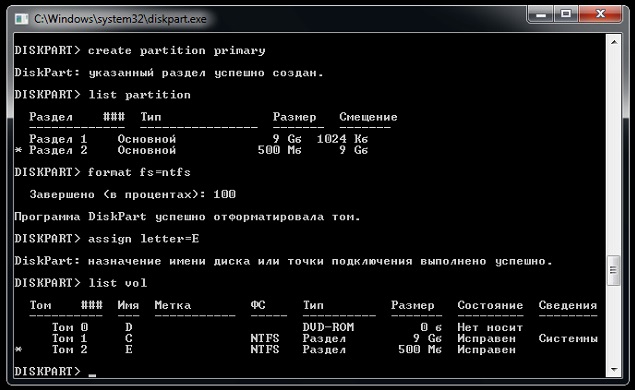 C:\Windows\system32\diskpart.exe
DISKPART> create partition primary
DiskPart: указанный раздел успешно создан.
DISKPART> list partition
Раздел ### Тип Размер Смещение
------------- ---------------- ------- -------
Раздел 1 Основной 9 Gб 1024 Kб
* Раздел 2 Основной 500 Mб 9 Gб
DISKPART> format fs=ntfs
Завершено (в процентах): 100
Программа DiskPart успешно отформатировала том.
DISKPART> assign letter=E
DiskPart: назначение имени диска или точки подключения выполнено успешно.
DISKPART> list vol
Том ### Имя Метка ФС Тип Размер Состояние Сведения
---------- --- ----------- ----- ---------- ------- --------- --------
Том 0 D DVD-ROM 0 б Нет носит
Том 1 C NTFS Раздел 9 Gб Исправен Системны
* Том 2 E NTFS Раздел 500 Mб Исправен
DISKPART> _